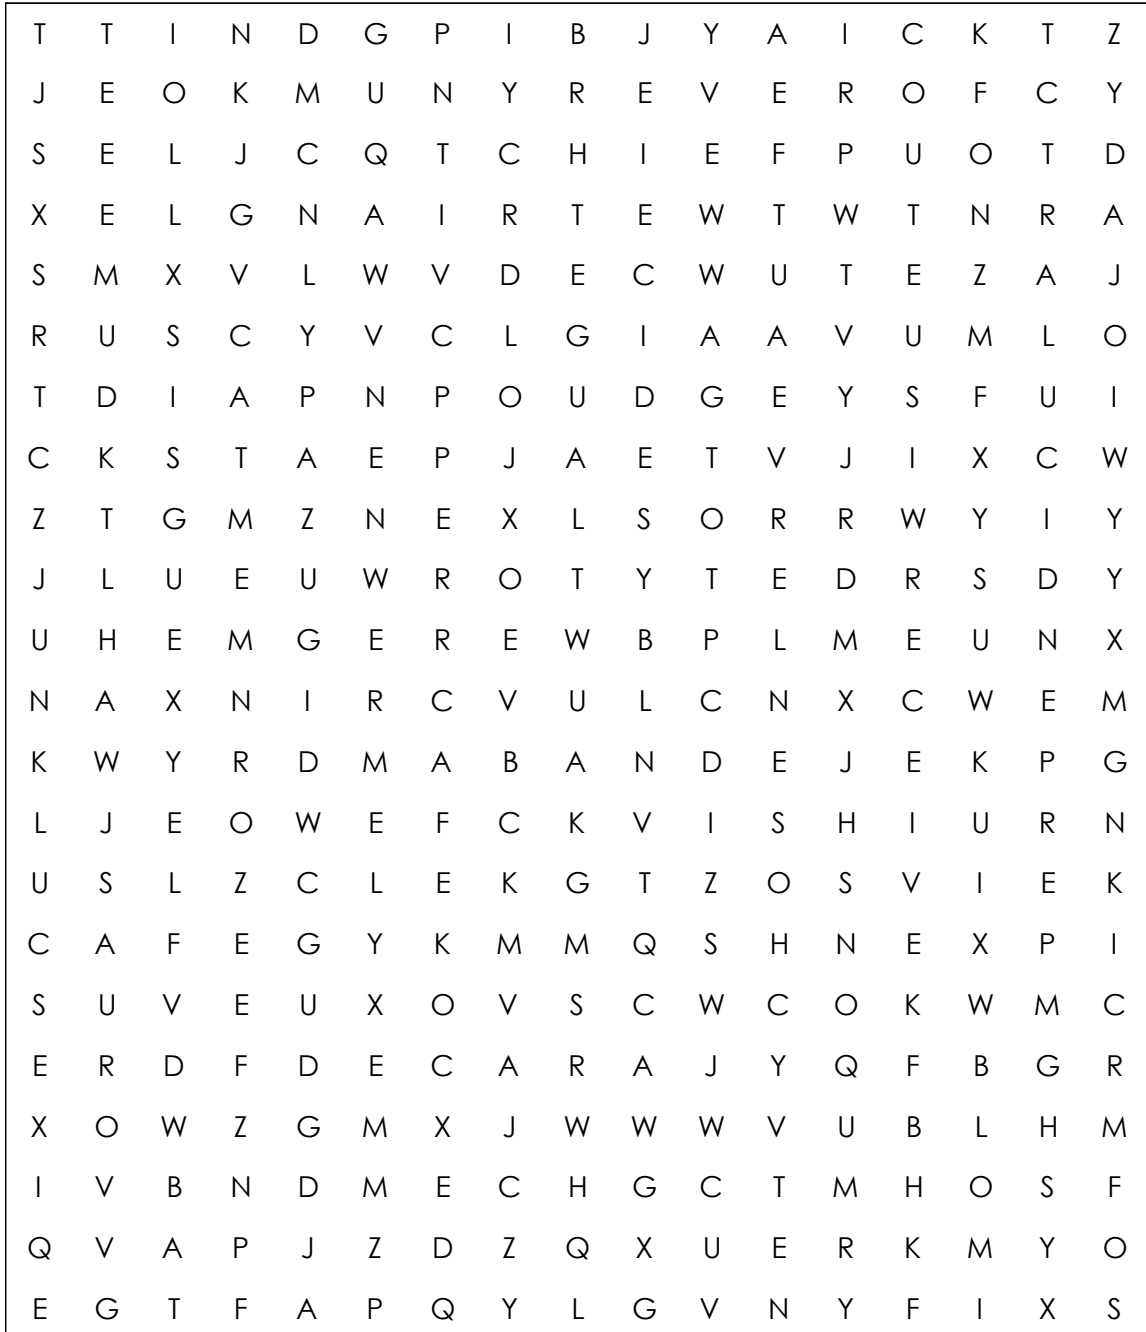 T T I N D G P I B J Y A I C K T Z
J E O K M U N Y R E V E R O F C Y
S E L J C Q T C H I E F P U O T D
X E L G N A I R T E W T W T N R A
S M X V L W V D E C W U T E Z A J
R U S C Y V C L G I A A V U M L O
T D I A P N P O U D G E Y S F U I
C K S T A E P J A E T V J I X C W
Z T G M Z N E X L S O R R W Y I Y
J L U E U W R O T Y T E D R S D Y
U H E M G E R E W B P L M E U N X
N A X N I R C V U L C N X C W E M
K W Y R D M A B A N D E J E K P G
L J E O W E F C K V I S H I U R N
U S L Z C L E K G T Z O S V I E K
C A F E G Y K M M Q S H N E X P I
S U V E U X O V S C W C O K W M C
E R D F D E C A R A J Y Q F B G R
X O W Z G M X J W W W V U B L H M
I V B N D M E C H G C T M H O S F
Q V A P J Z D Z Q X U E R K M Y O
E G T F A P Q Y L G V N Y F I X S